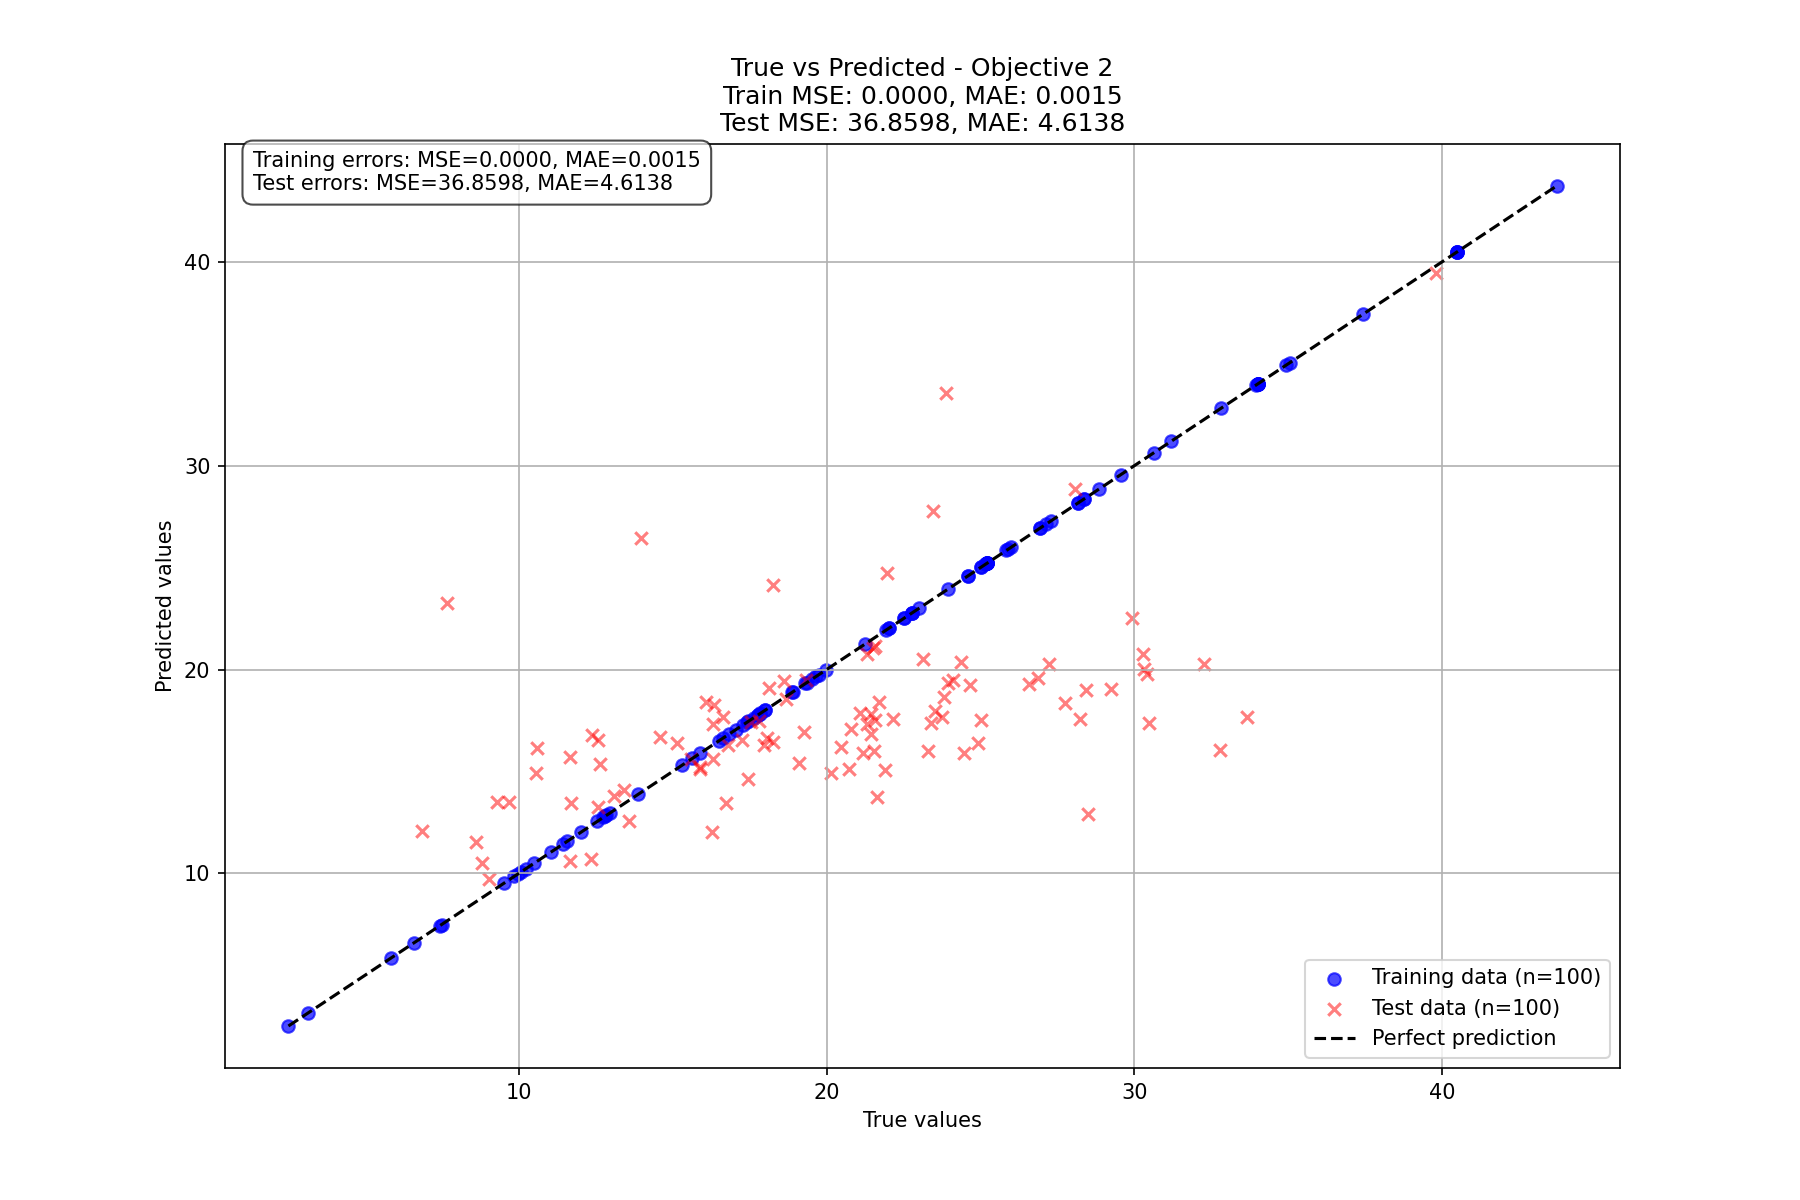 True vs Predicted - Objective 2
Train MSE: 0.0000, MAE: 0.0015
Test MSE: 36.8598, MAE: 4.6138
Training errors: MSE=0.0000, MAE=0.0015
Test errors: MSE=36.8598, MAE=4.6138
40
30
20
10
Predicted values
Training data (n=100)
Test data (n=100)
Perfect prediction
10 20 30 40
True values